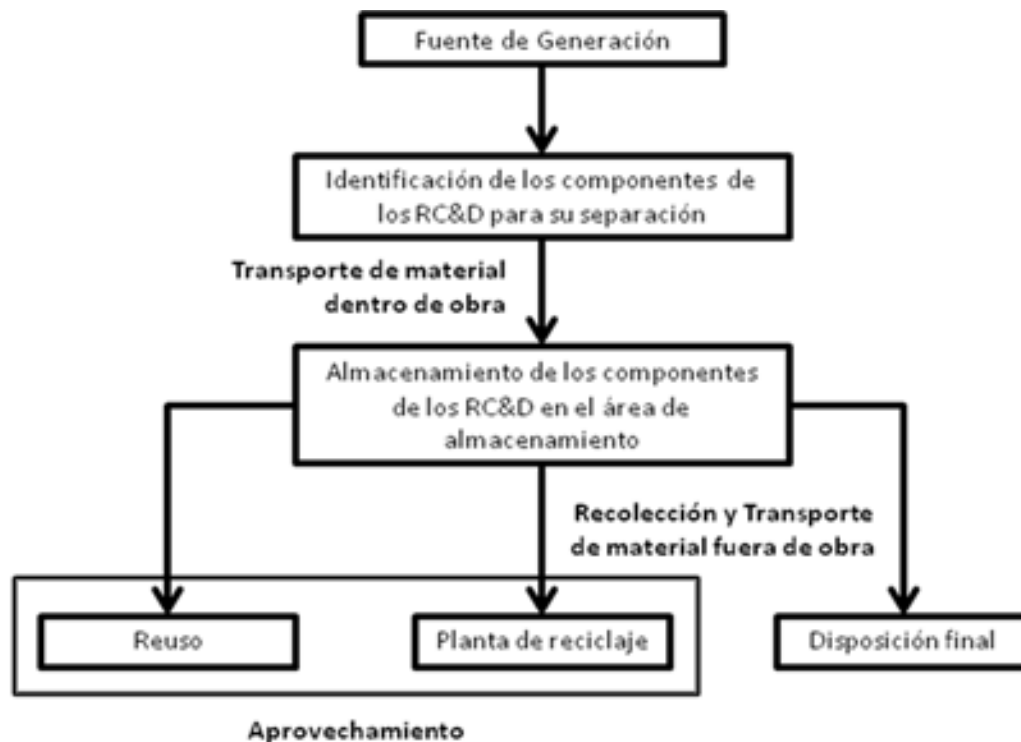 Fuente de Generación
Identificación de los componentes de
los RC&D para su separación
Transporte de material
dentro de obra
Almacenamiento de los componentes
de los RC&D en el área de
almacenamiento
Recolección y Transporte
de material fuera de obra
Reuso
Planta de reciclaje
Disposición final
Aprovechamiento